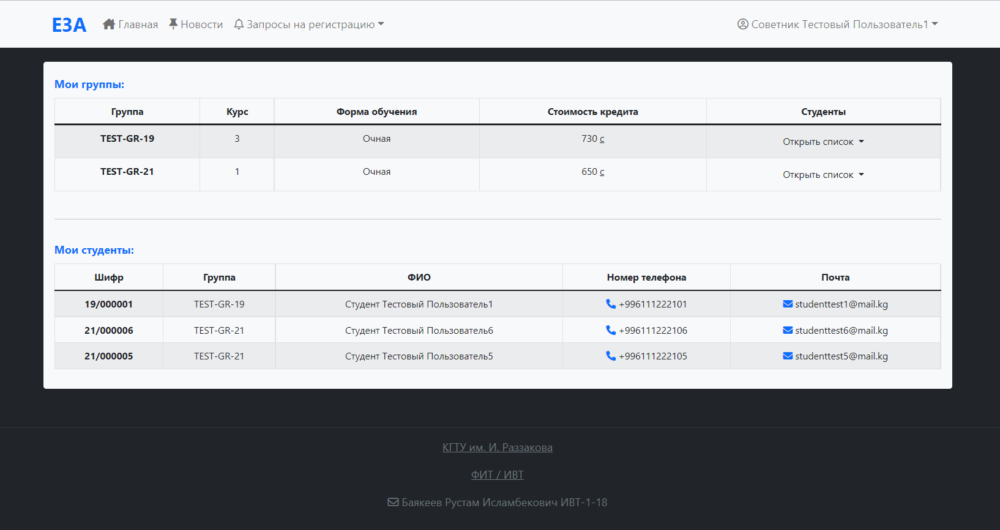 ЕЗА Главная Новости Запросы на регистрацию Советник Тестовый Пользователь1
Мои группы:
Группа Курс Форма обучения Стоимость кредита Студенты
TEST-GR-19 3 Очная 730 с Открыть список
TEST-GR-21 1 Очная 650 с Открыть список
Мои студенты:
Шифр Группа ФИО Номер телефона Почта
19/000001 TEST-GR-19 Студент Тестовый Пользователь1 +996111222101 studenttest1@mail.kg
21/000006 TEST-GR-21 Студент Тестовый Пользователь6 +996111222106 studenttest6@mail.kg
21/000005 TEST-GR-21 Студент Тестовый Пользователь5 +996111222105 studenttest5@mail.kg
КГТУ им. И. Раззакова
ФИТ / ИВТ
Баякеев Рустам Исламбекович ИВТ-1-18